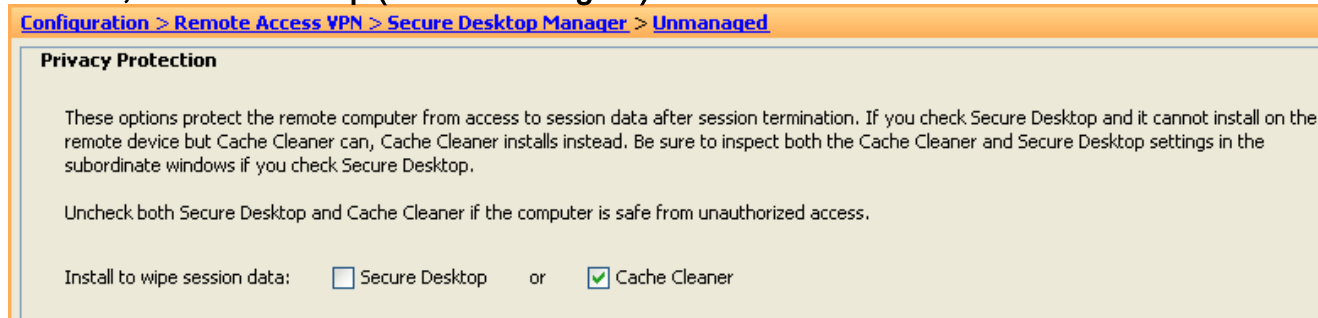 Configuration > Remote Access VPN > Secure Desktop Manager > Unmanaged
Privacy Protection
These options protect the remote computer from access to session data after session termination. If you check Secure Desktop and it cannot install on the
remote device but Cache Cleaner can, Cache Cleaner installs instead. Be sure to inspect both the Cache Cleaner and Secure Desktop settings in the
subordinate windows if you check Secure Desktop.
Uncheck both Secure Desktop and Cache Cleaner if the computer is safe from unauthorized access.
Install to wipe session data: Secure Desktop or Cache Cleaner